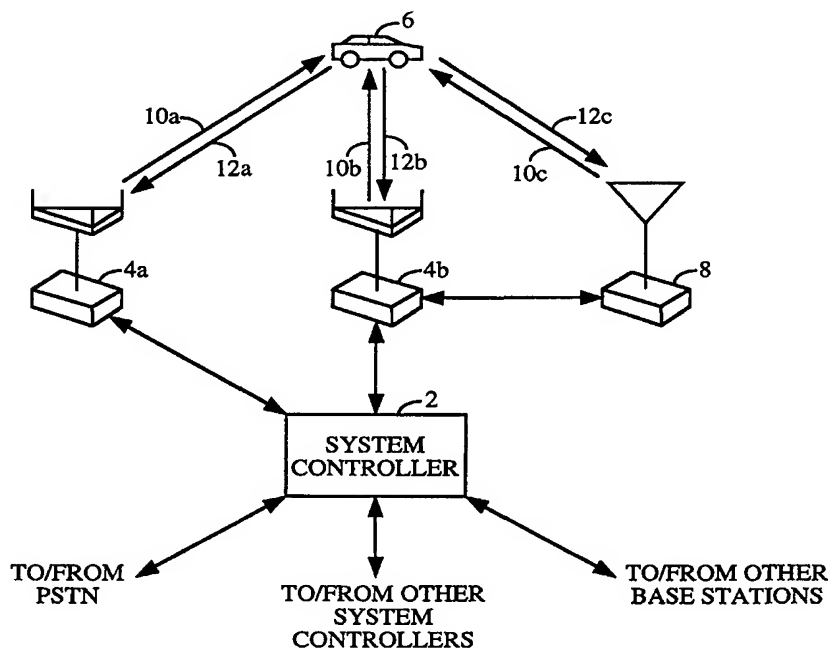 6
10a
12a
10b
12b
12c
10c
4a
4b
8
2
SYSTEM
CONTROLLER
TO/FROM
PSTN
TO/FROM OTHER
SYSTEM
CONTROLLERS
TO/FROM OTHER
BASE STATIONS